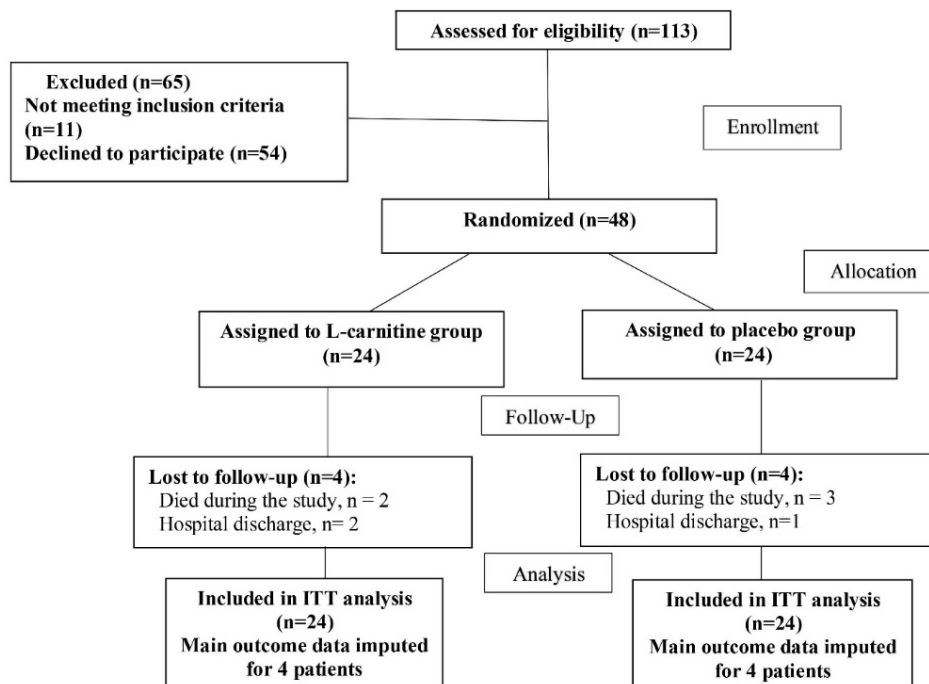 Assessed for eligibility (n=113)
Excluded (n=65)
Not meeting inclusion criteria
(n=11)
Declined to participate (n=54)
Enrollment
Randomized (n=48)
Allocation
Assigned to L-carnitine group
(n=24)
Assigned to placebo group
(n=24)
Follow-Up
Lost to follow-up (n=4):
Died during the study, n = 2
Hospital discharge, n= 2
Lost to follow-up (n=4):
Died during the study, n = 3
Hospital discharge, n=1
Analysis
Included in ITT analysis
(n=24)
Main outcome data imputed
for 4 patients
Included in ITT analysis
(n=24)
Main outcome data imputed
for 4 patients